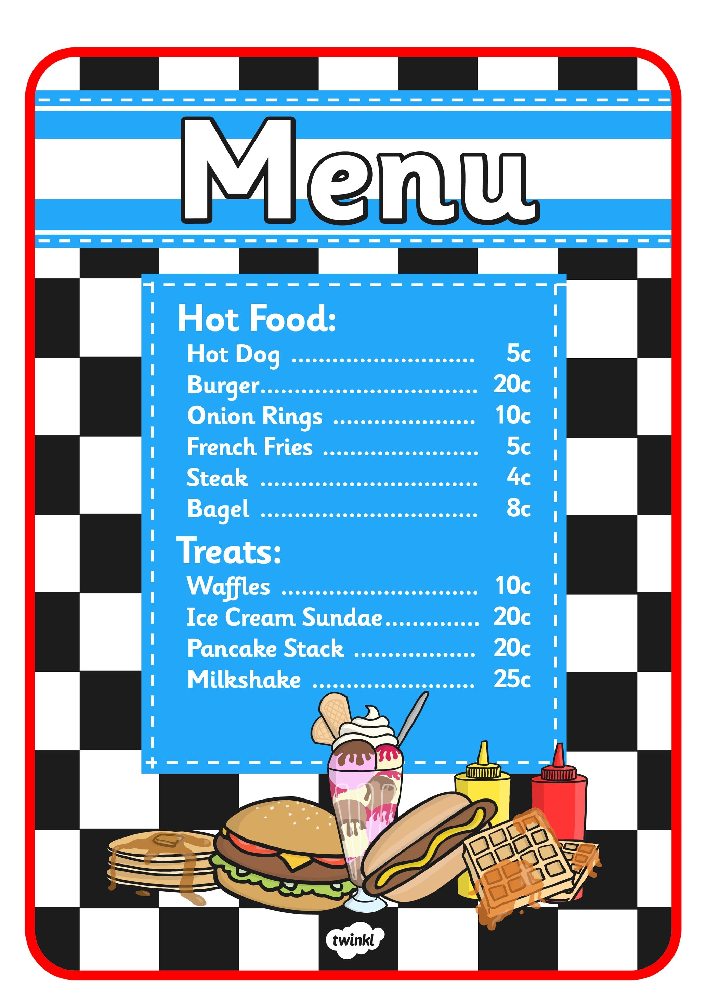 Menu
Hot Food:
Hot Dog ........................... 5c
Burger................................ 20c
Onion Rings ..................... 10c
French Fries ....................... 5c
Steak ................................ 4c
Bagel ................................ 8c
Treats:
Waffles ............................. 10c
Ice Cream Sundae.............. 20c
Pancake Stack .................. 20c
Milkshake ........................ 25c
twinkl